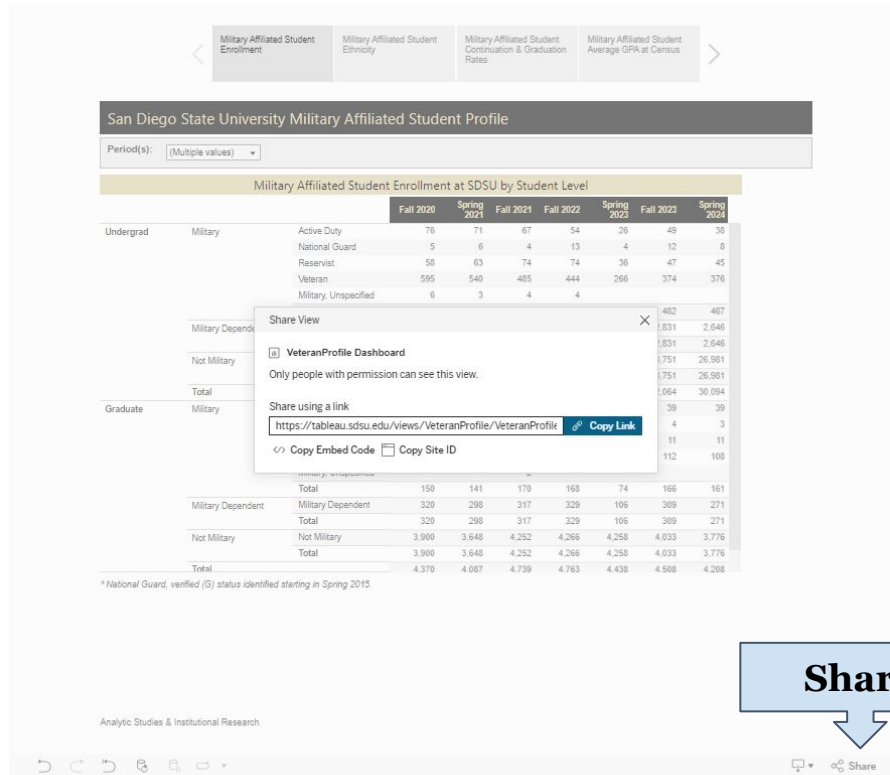 Military Affiliated Student Enrollment
Military Affiliated Student Ethnicity
Military Affiliated Student Continuation & Graduation Rates
Military Affiliated Student Average GPA at Census
San Diego State University Military Affiliated Student Profile
Period(s): (Multiple values)
Military Affiliated Student Enrollment at SDSU by Student Level
Fall 2020 Spring 2021 Fall 2021 Fall 2022 Spring 2023 Fall 2023 Spring 2024
Undergrad Military Active Duty 76 71 67 54 26 49 38
National Guard 5 6 4 13 4 12 8
Reservist 58 63 74 74 36 47 45
Veteran 595 540 485 444 266 374 376
Military, Unspecified 6 3 4 4
482 467
Military Depende 2,646
2,646
Not Military 26,981
26,981
Total 30,094
Share View
VeteranProfile Dashboard
Only people with permission can see this view.
Share using a link
https://tableau.sdsu.edu/views/VeteranProfile/VeteranProfile Copy Link
Copy Embed Code Copy Site ID
Graduate Military 39 39
4 3
11 11
112 108
Total 150 141 170 168 74 166 161
Military Dependent Military Dependent 320 298 317 329 106 309 271
Total 320 298 317 329 106 309 271
Not Military Not Military 3,900 3,648 4,252 4,266 4,258 4,033 3,776
Total 3,900 3,648 4,252 4,266 4,258 4,033 3,776
Total 4,370 4,087 4,739 4,763 4,438 4,508 4,208
* National Guard, verified (G) status identified starting in Spring 2015.
Shar
Analytic Studies & Institutional Research
Share